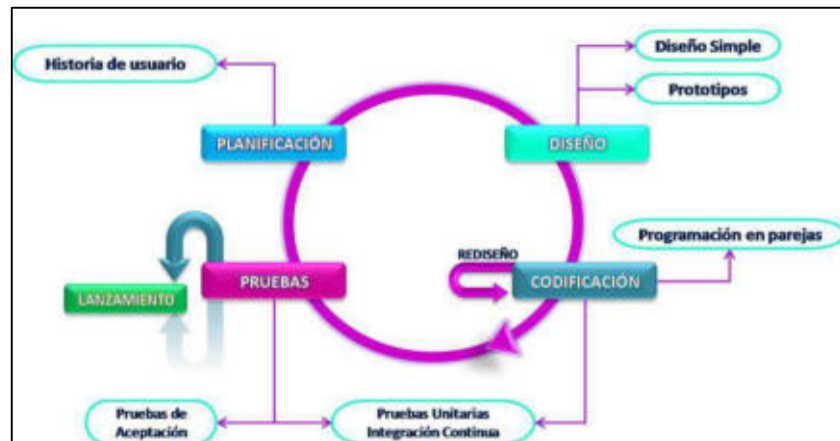 Historia de usuario
Diseño Simple
Prototipos
PLANIFICACIÓN
DISEÑO
Programación en parejas
REDISEÑO
LANZAMIENTO
PRUEBAS
CODIFICACIÓN
Pruebas de
Aceptación
Pruebas Unitarias
Integración Continua